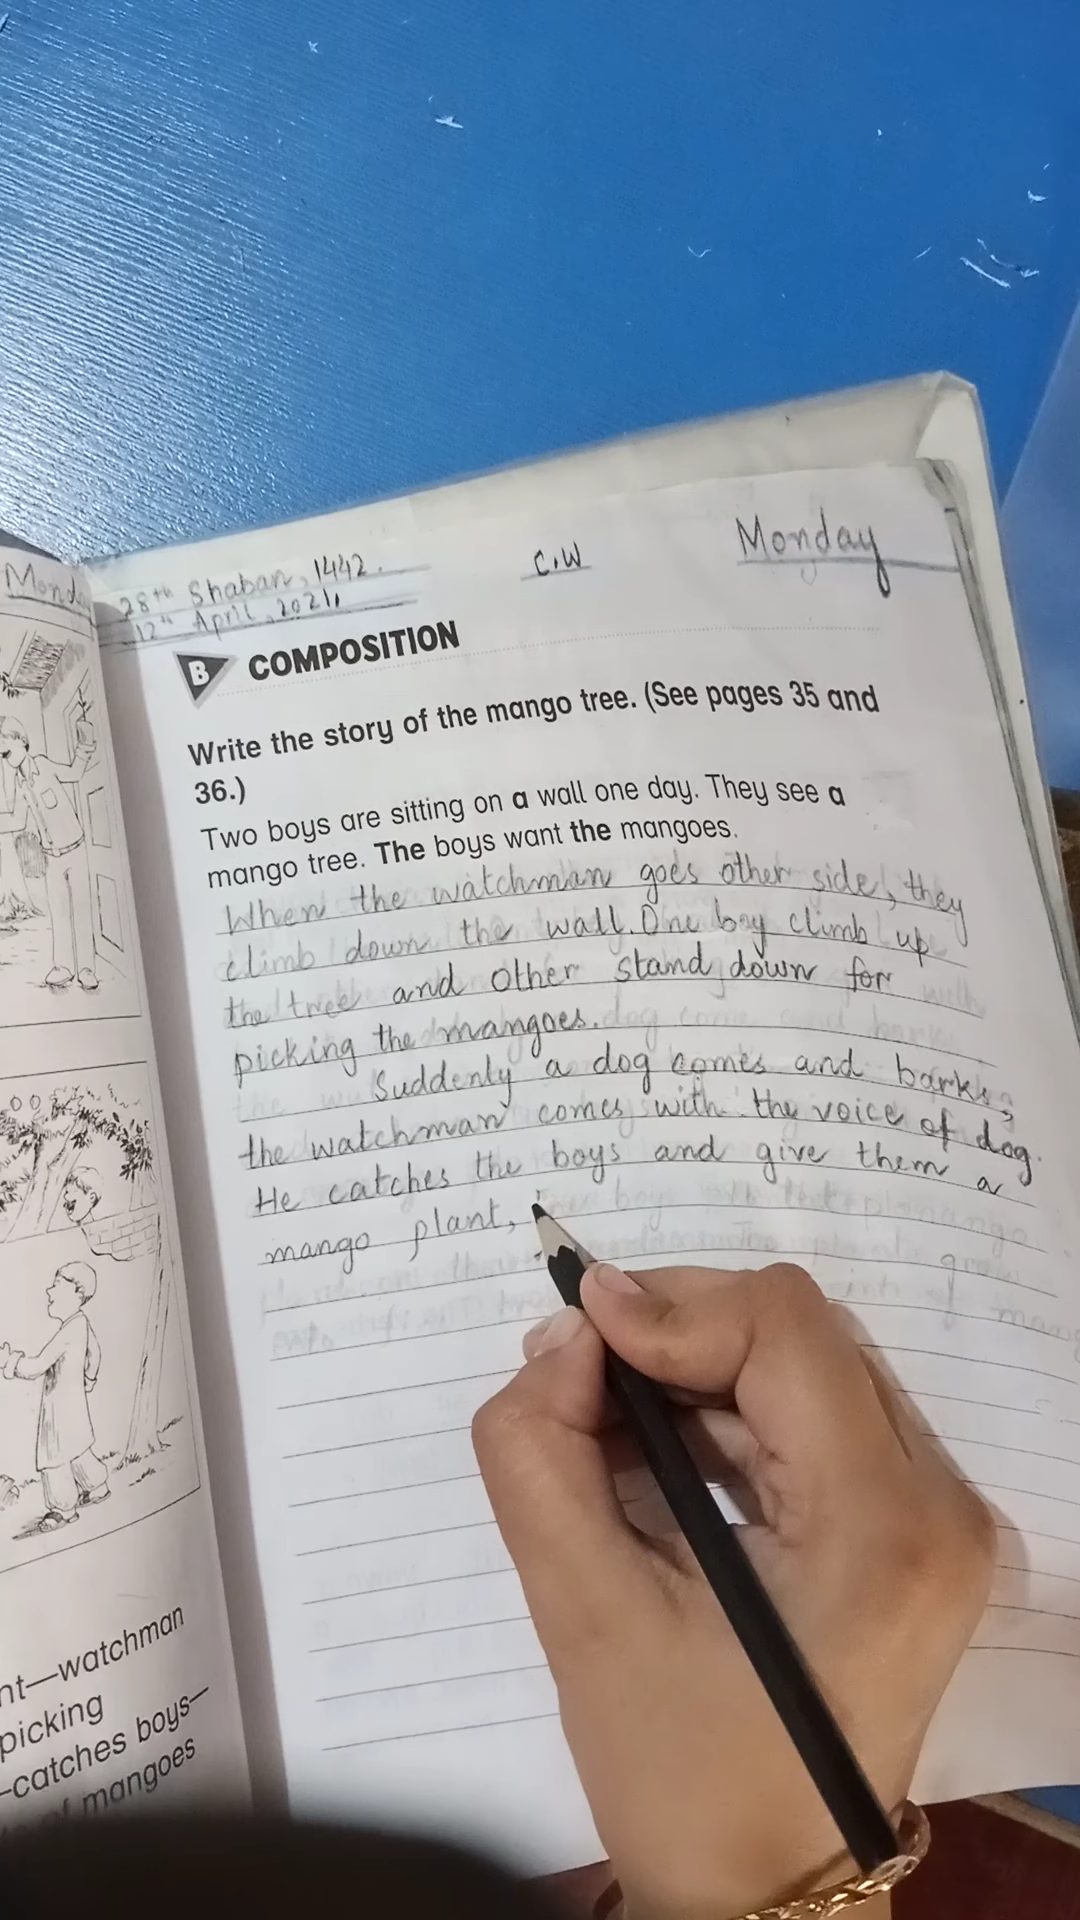 Monday
28th Shaban, 1442.
12th April, 2021.
C.W
Monday
B COMPOSITION
Write the story of the mango tree. (See pages 35 and
36.)
Two boys are sitting on a wall one day. They see a
mango tree. The boys want the mangoes.
When the watchman goes other side, they
climb down the wall. One boy climb up
the tree and other stand down for
picking the mangoes.
Suddenly a dog comes and barks,
the watchman comes with the voice of dog.
He catches the boys and give them a
mango plant,
nt—watchman
picking
—catches boys—
of mangoes